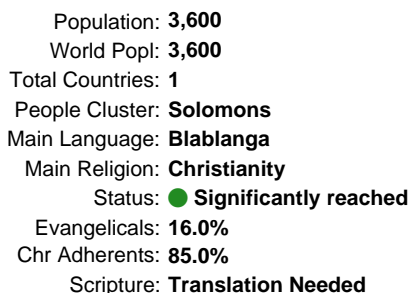 Population: 3,600
World Popl: 3,600
Total Countries: 1
People Cluster: Solomons
Main Language: Blablanga
Main Religion: Christianity
Status: Significantly reached
Evangelicals: 16.0%
Chr Adherents: 85.0%
Scripture: Translation Needed